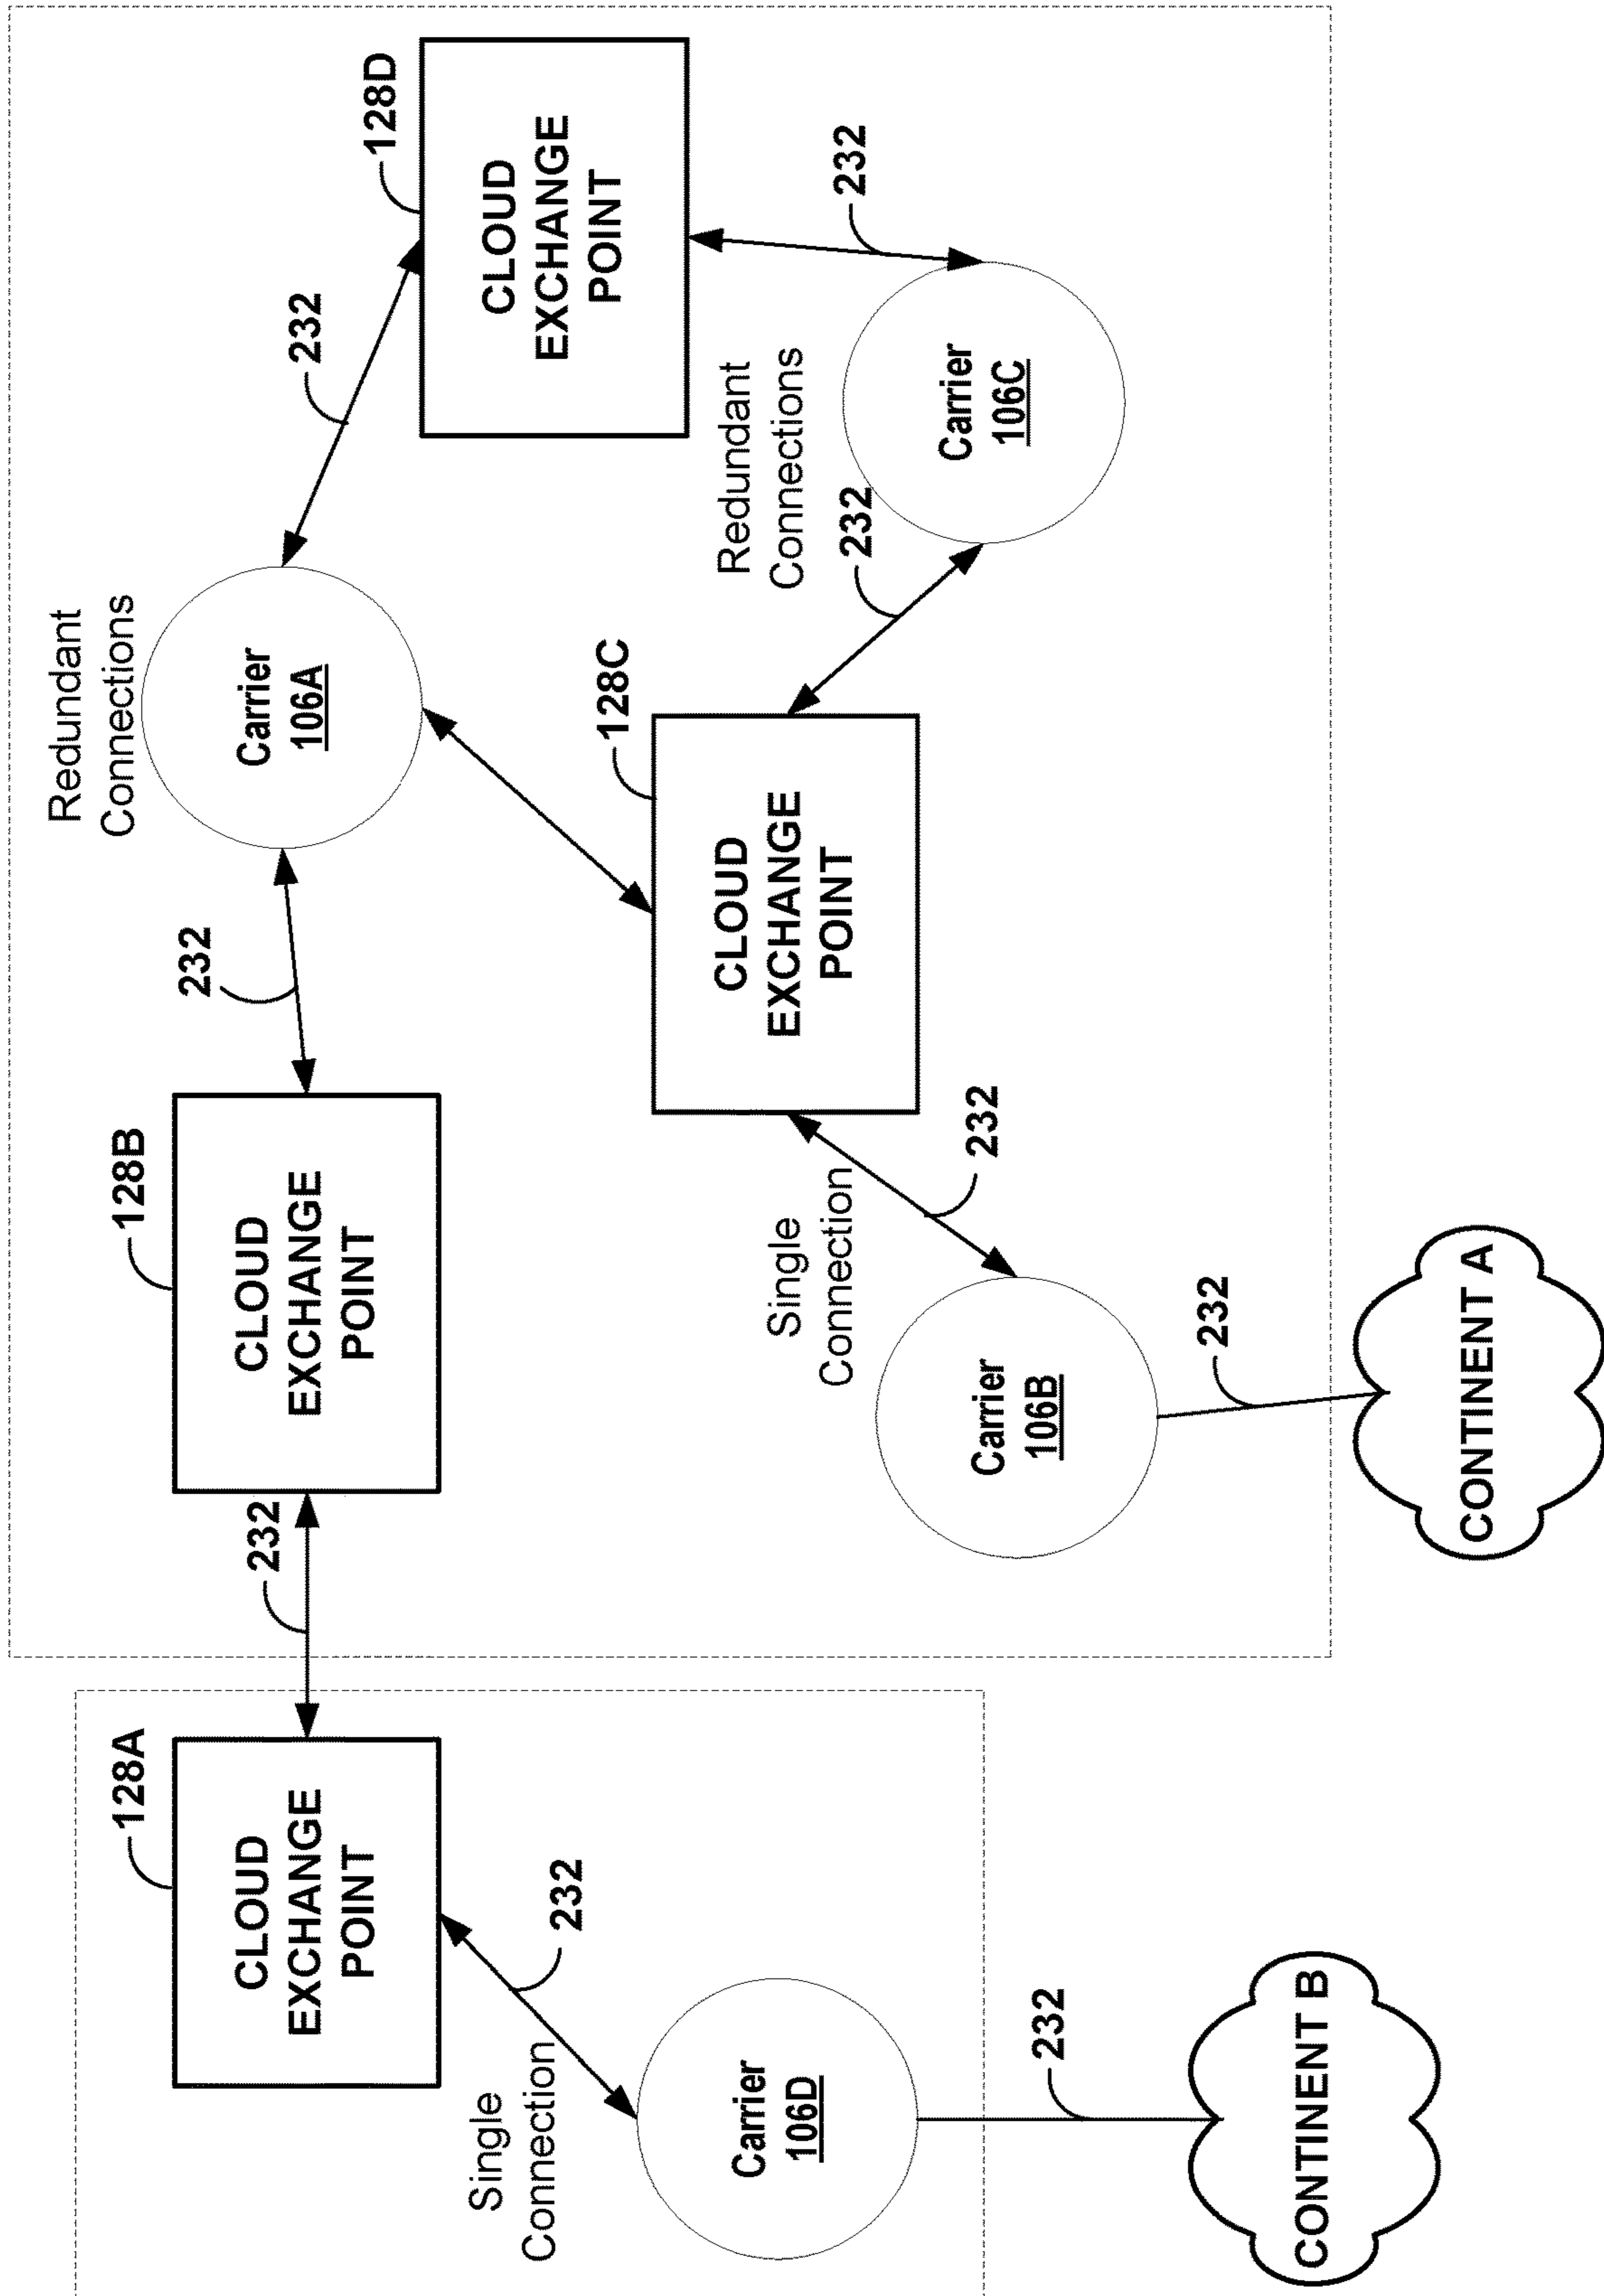 128A
CLOUD
EXCHANGE
POINT
232
128B
CLOUD
EXCHANGE
POINT
232
Redundant
Connections
Carrier
106A
232
128D
CLOUD
EXCHANGE
POINT
Single
Connection
232
Carrier
106D
232
CONTINENT B
128C
CLOUD
EXCHANGE
POINT
Single
Connection
232
Carrier
106B
232
CONTINENT A
Redundant
Connections
232
232
Carrier
106C